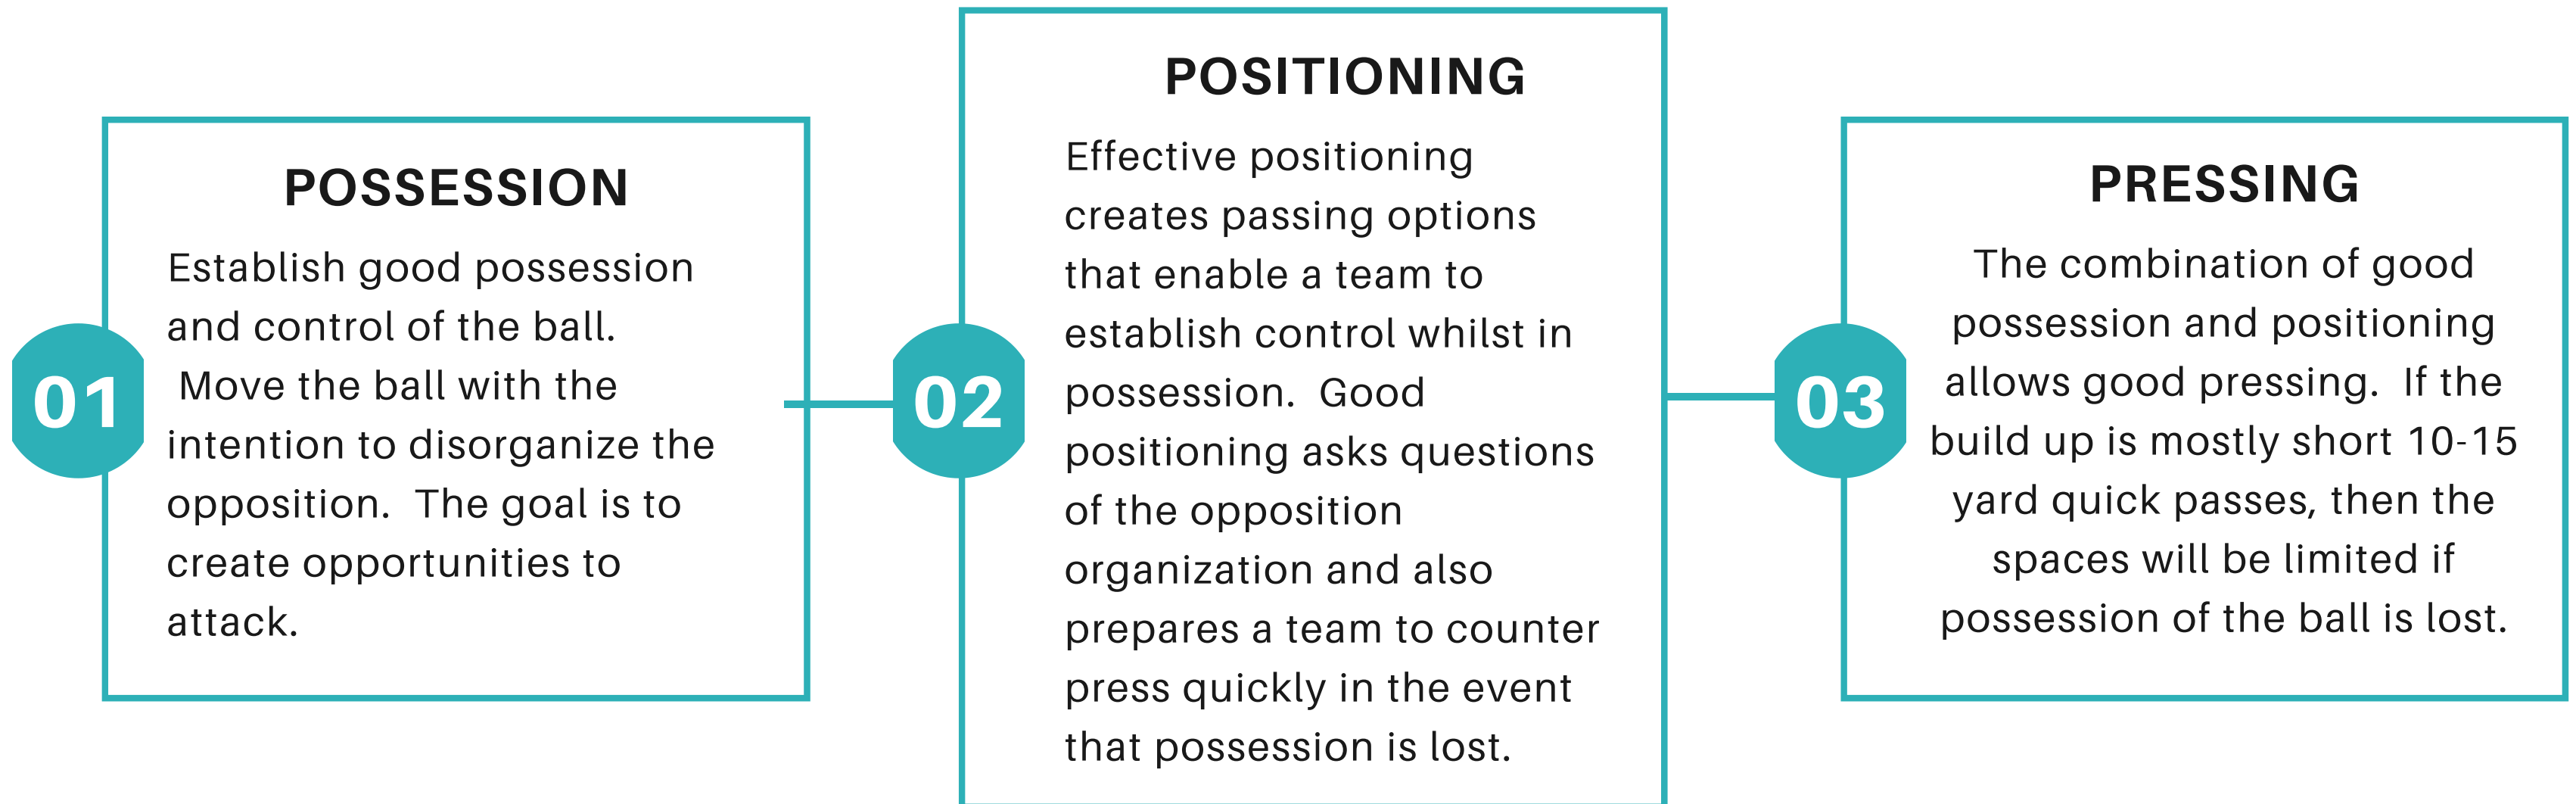 01
POSSESSION
Establish good possession
and control of the ball.
Move the ball with the
intention to disorganize the
opposition.  The goal is to
create opportunities to
attack.
02
POSITIONING
Effective positioning
creates passing options
that enable a team to
establish control whilst in
possession.  Good
positioning asks questions
of the opposition
organization and also
prepares a team to counter
press quickly in the event
that possession is lost.
03
PRESSING
The combination of good
possession and positioning
allows good pressing.  If the
build up is mostly short 10-15
yard quick passes, then the
spaces will be limited if
possession of the ball is lost.